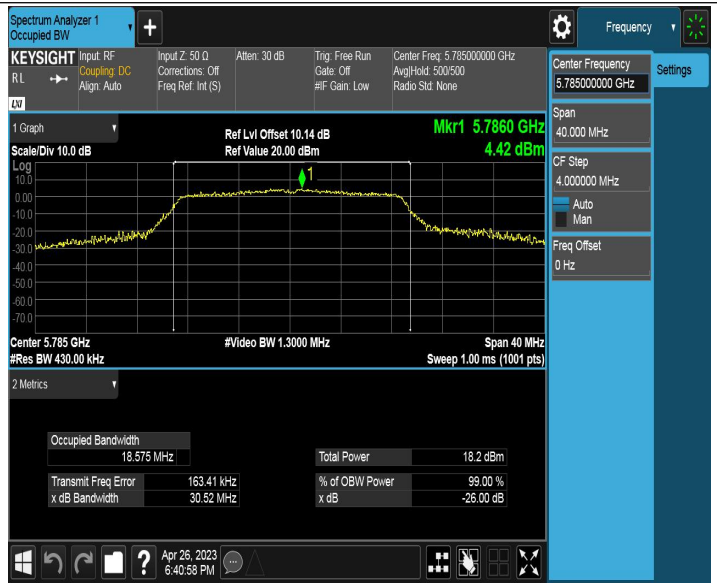 Spectrum Analyzer 1
Occupied BW
+
Frequency
KEYSIGHT
RL
LXI
Input: RF
Coupling: DC
Align: Auto
Input Z: 50 Ω
Corrections: Off
Freq Ref: Int (S)
Atten: 30 dB
Trig: Free Run
Gate: Off
#IF Gain: Low
Center Freq: 5.785000000 GHz
Avg|Hold: 500/500
Radio Std: None
Center Frequency
5.785000000 GHz
Settings
Span
40.000 MHz
CF Step
4.000000 MHz
Auto
Man
Freq Offset
0 Hz
1 Graph
Scale/Div 10.0 dB
Ref Lvl Offset 10.14 dB
Ref Value 20.00 dBm
Mkr1 5.7860 GHz
4.42 dBm
Log
10.0
0.00
-10.0
-20.0
-30.0
-40.0
-50.0
-60.0
-70.0
1
Center 5.785 GHz
#Video BW 1.3000 MHz
Span 40 MHz
#Res BW 430.00 kHz
Sweep 1.00 ms (1001 pts)
2 Metrics
Occupied Bandwidth
18.575 MHz
Total Power 18.2 dBm
Transmit Freq Error 163.41 kHz
% of OBW Power 99.00 %
x dB Bandwidth 30.52 MHz
x dB -26.00 dB
?
Apr 26, 2023
6:40:58 PM